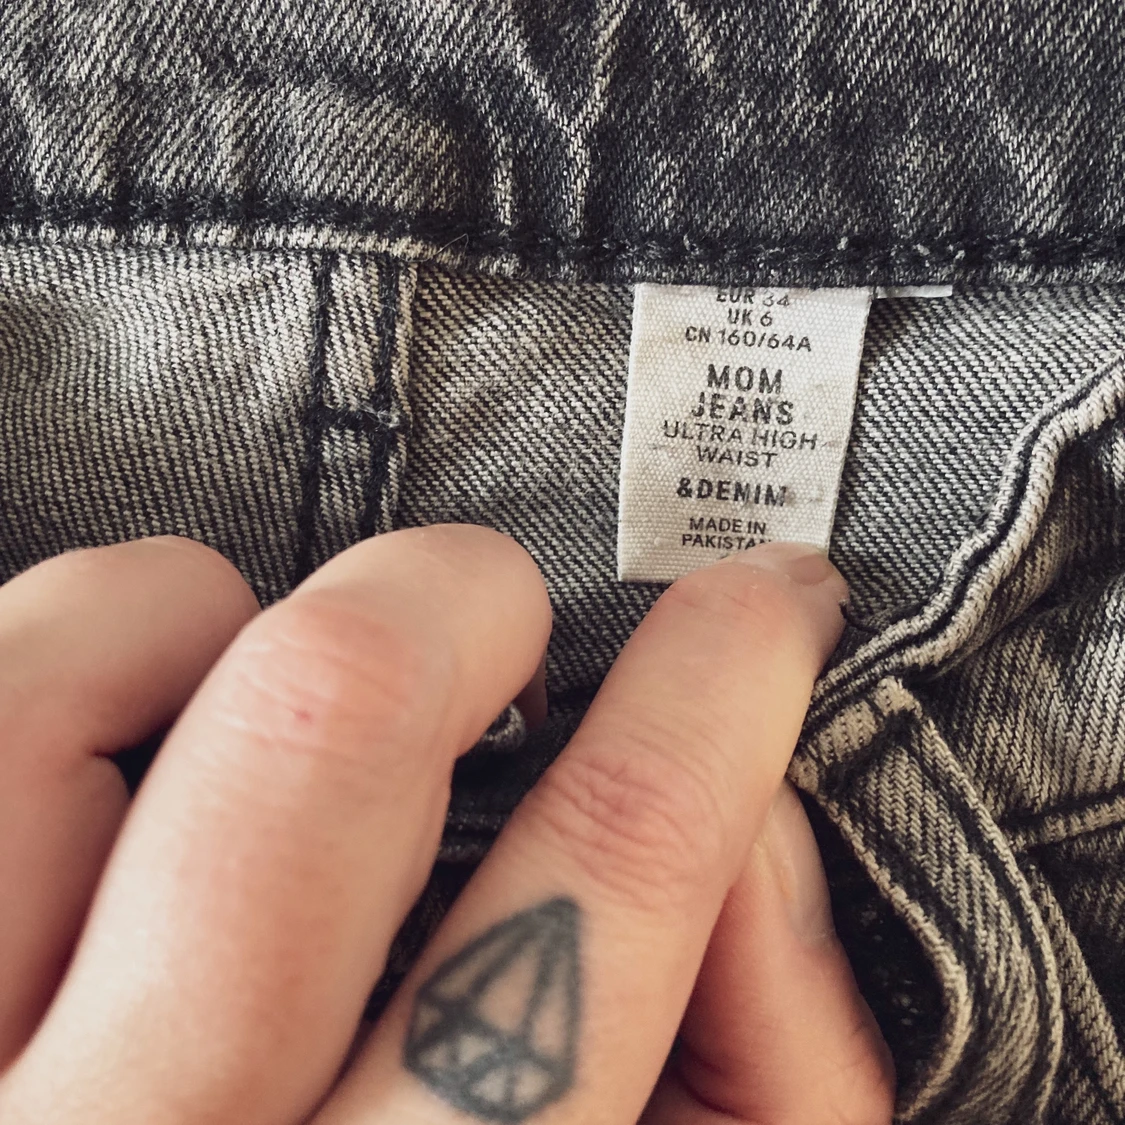 EUR 34
UK 6
CN 160/64A
MOM
JEANS
ULTRA HIGH
WAIST
&DENIM
MADE IN
PAKISTAN